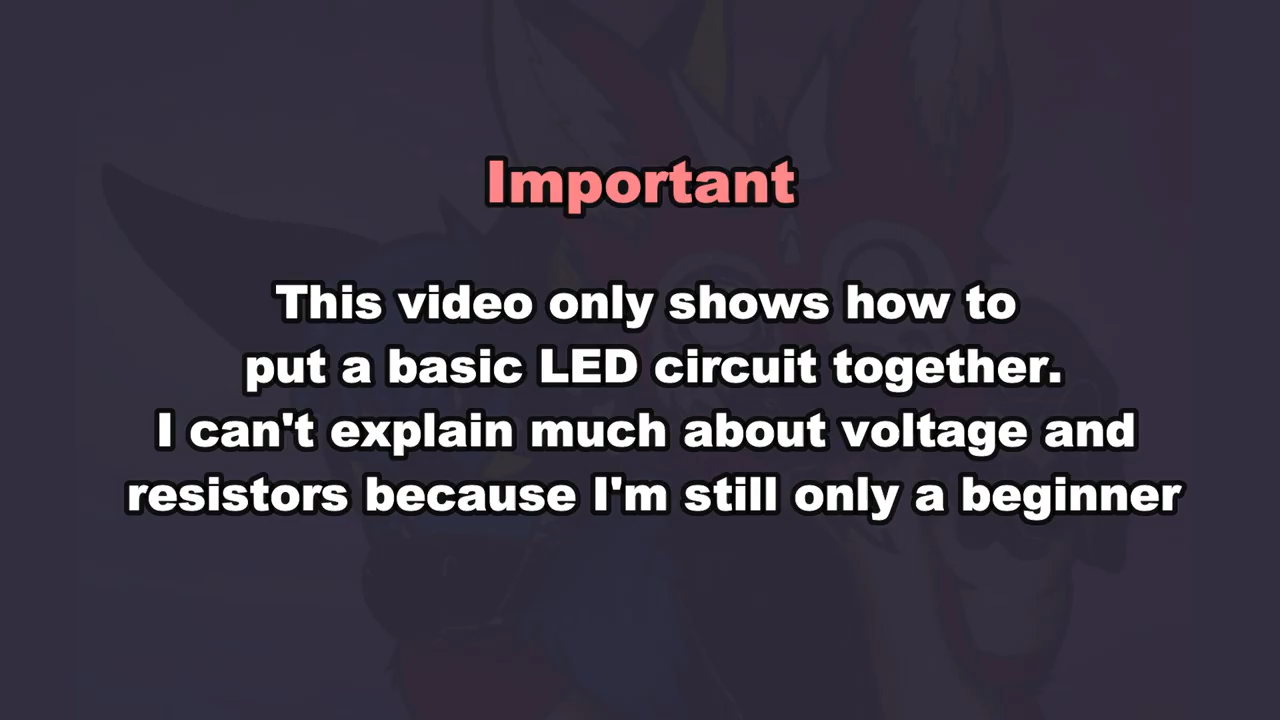 Important
This video only shows how to
put a basic LED circuit together.
I can't explain much about voltage and
resistors because I'm still only a beginner